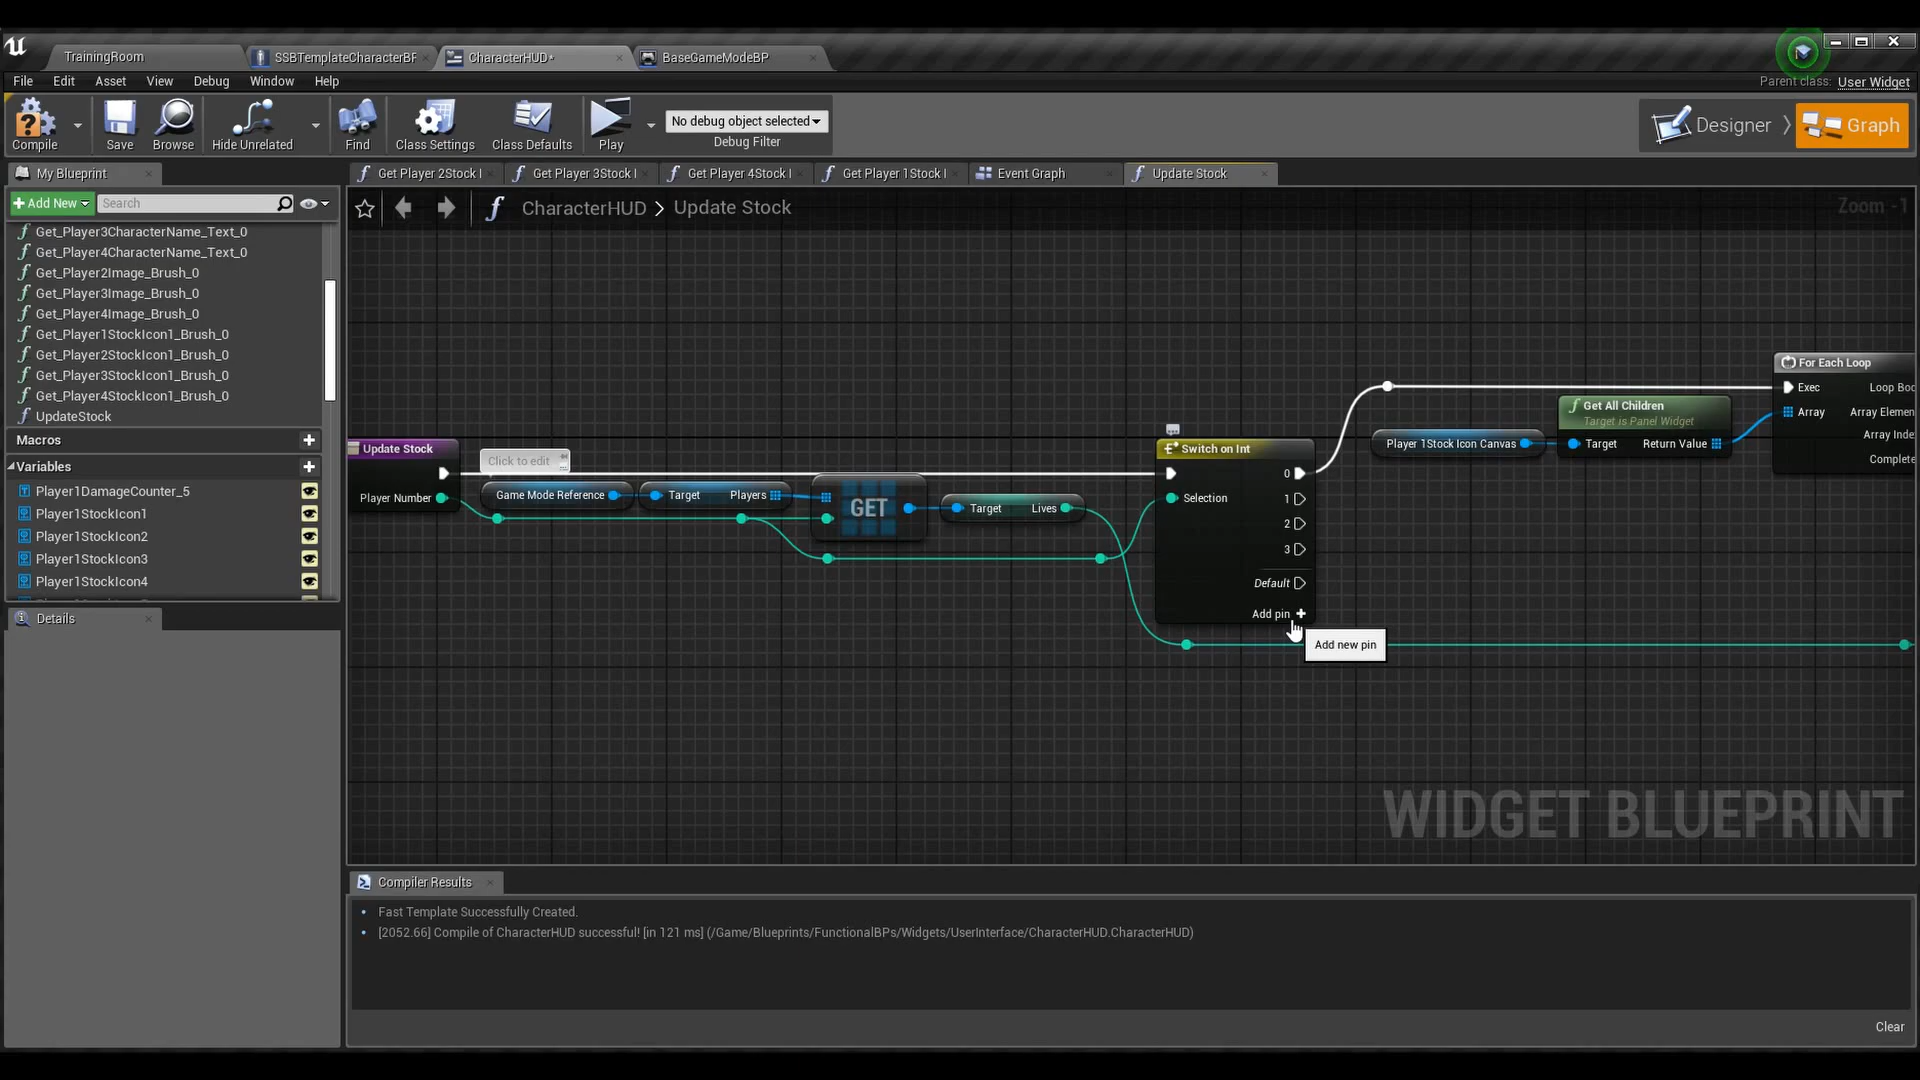 TrainingRoom
SSBTemplateCharacterBP
CharacterHUD*
BaseGameModeBP
File Edit Asset View Debug Window Help
Parent class: User Widget
Compile
Save
Browse
Hide Unrelated
Find
Class Settings
Class Defaults
Play
No debug object selected
Debug Filter
Designer
Graph
My Blueprint
Get Player 2Stock I
Get Player 3Stock I
Get Player 4Stock I
Get Player 1Stock I
Event Graph
Update Stock
Add New
Search
CharacterHUD > Update Stock
Zoom -1
Get_Player3CharacterName_Text_0
Get_Player4CharacterName_Text_0
Get_Player2Image_Brush_0
Get_Player3Image_Brush_0
Get_Player4Image_Brush_0
Get_Player1StockIcon1_Brush_0
Get_Player2StockIcon1_Brush_0
Get_Player3StockIcon1_Brush_0
Get_Player4StockIcon1_Brush_0
UpdateStock
Macros
Variables
Player1DamageCounter_5
Player1StockIcon1
Player1StockIcon2
Player1StockIcon3
Player1StockIcon4
Details
Update Stock
Player Number
Click to edit
Game Mode Reference
Target Players
GET
Target Lives
Switch on Int
Selection
0
1
2
3
Default
Add pin
Add new pin
Player 1Stock Icon Canvas
Get All Children
Target is Panel Widget
Target Return Value
For Each Loop
Exec Loop Bod
Array Array Elemen
Array Inde
Complete
WIDGET BLUEPRINT
Compiler Results
Fast Template Successfully Created.
[2052.66] Compile of CharacterHUD successful! [in 121 ms] (/Game/Blueprints/FunctionalBPs/Widgets/UserInterface/CharacterHUD.CharacterHUD)
Clear